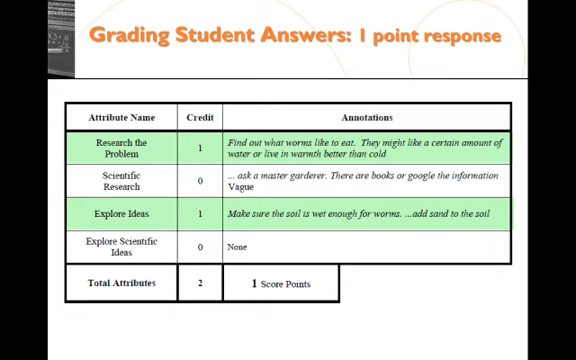 Grading Student Answers: 1 point response
Attribute Name Credit Annotations
Research the Problem 1 Find out what worms like to eat. They might like a certain amount of
water or live in warmth better than cold
Scientific Research 0 ... ask a master gardener. There are books or google the information
Vague
Explore Ideas 1 Make sure the soil is wet enough for worms. ...add sand to the soil
Explore Scientific Ideas 0 None
Total Attributes 2 1 Score Points